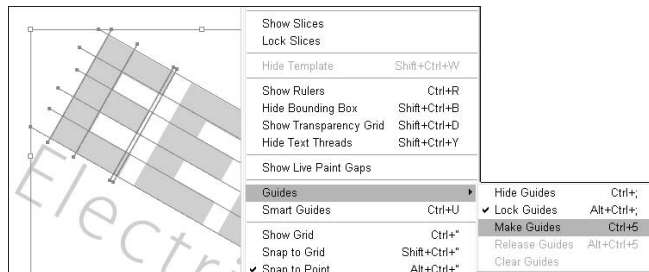 Show Slices
Lock Slices
Hide Template Shift+Ctrl+W
Show Rulers Ctrl+R
Hide Bounding Box Shift+Ctrl+B
Show Transparency Grid Shift+Ctrl+D
Hide Text Threads Shift+Ctrl+Y
Show Live Paint Gaps
Guides
Smart Guides Ctrl+U
Show Grid Ctrl+"
Snap to Grid Shift+Ctrl+"
✔ Snap to Point Alt+Ctrl+"
Hide Guides Ctrl+;
✔ Lock Guides Alt+Ctrl+;
Make Guides Ctrl+5
Release Guides Alt+Ctrl+5
Clear Guides
Electri